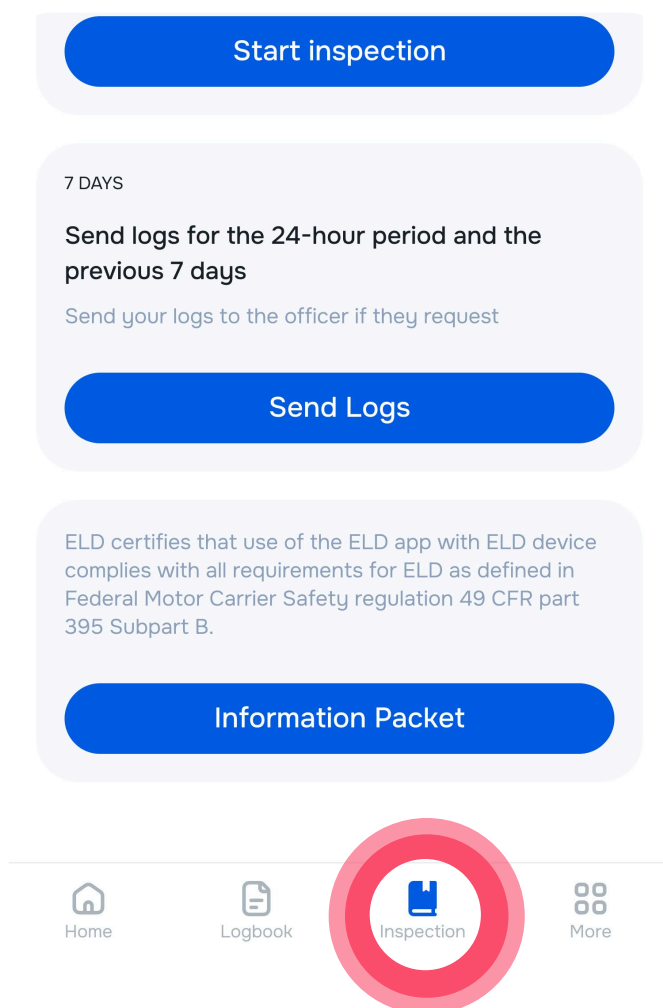 Start inspection
7 DAYS
Send logs for the 24-hour period and the
previous 7 days
Send your logs to the officer if they request
Send Logs
ELD certifies that use of the ELD app with ELD device
complies with all requirements for ELD as defined in
Federal Motor Carrier Safety regulation 49 CFR part
395 Subpart B.
Information Packet
Home
Logbook
Inspection
More